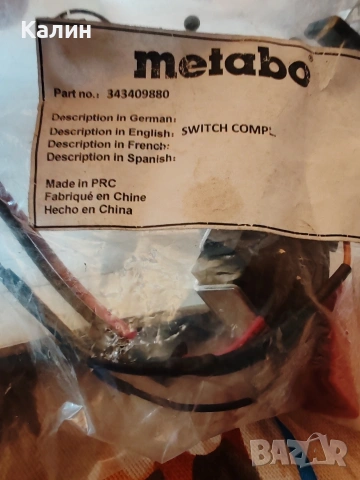 Калин
metabo®
Part no.: 343409880
Description in German:
Description in English: SWITCH COMPL
Description in French:
Description in Spanish:
Made in PRC
Fabriqué en Chine
Hecho en China
BAZAR